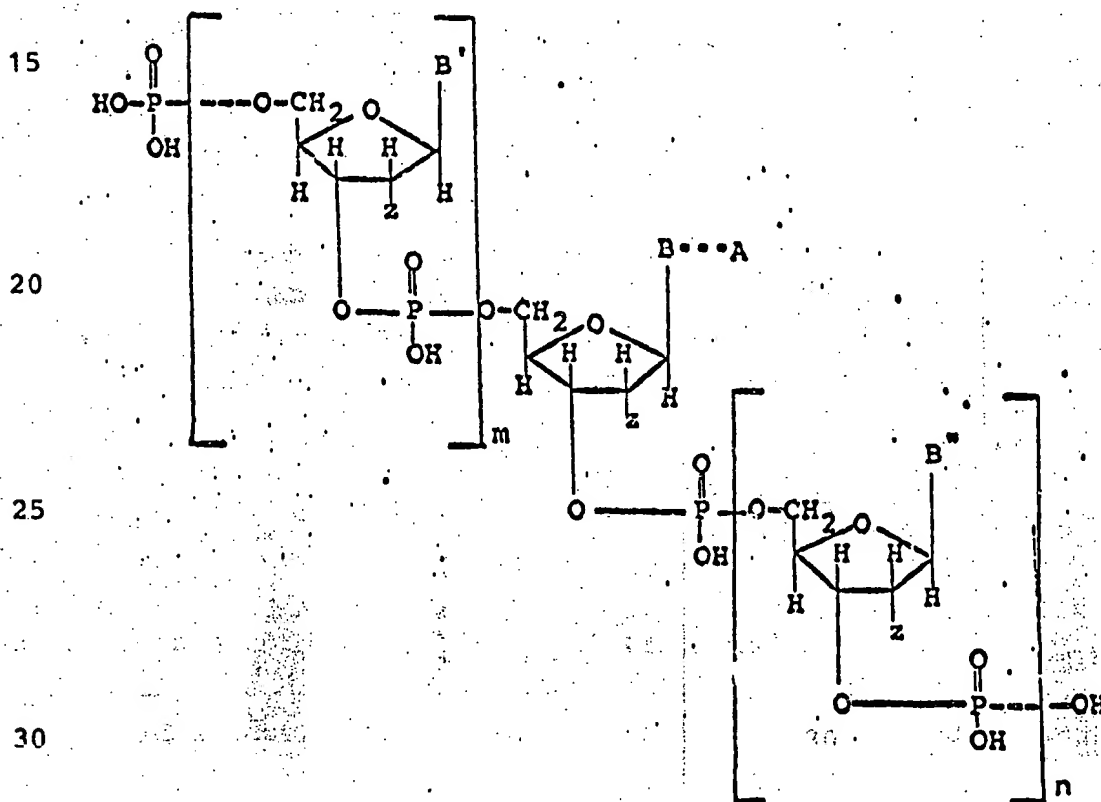 15 O B'
HO-P-O-CH2 O
OH H H
H H
z
B---A
20 O
O-P-O-CH2 O
OH H H
H H
z
m
B"
O
25 O-P-O-CH2 O
OH H H
H H
z
O
O-P-OH
30 OH
n